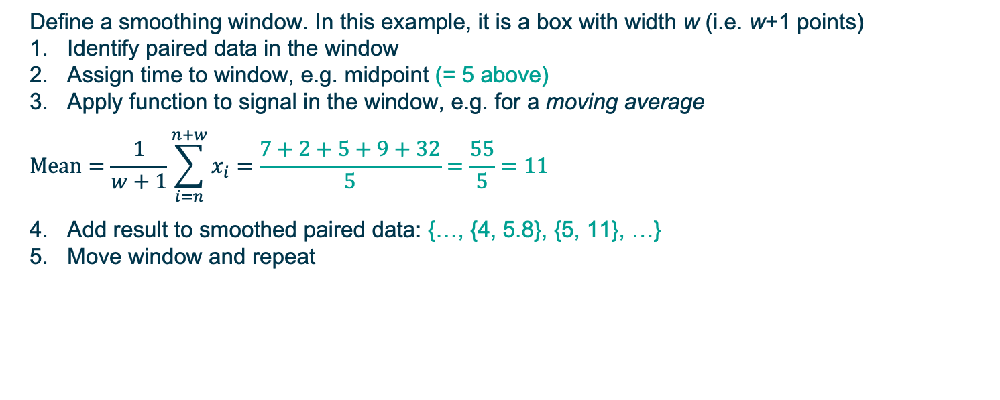 Define a smoothing window. In this example, it is a box with width w (i.e. w+1 points)
1. Identify paired data in the window
2. Assign time to window, e.g. midpoint (= 5 above)
3. Apply function to signal in the window, e.g. for a moving average
Mean = \frac{1}{w + 1} \sum_{i=n}^{n+w} x_i = \frac{7 + 2 + 5 + 9 + 32}{5} = \frac{55}{5} = 11
4. Add result to smoothed paired data: {…, {4, 5.8}, {5, 11}, …}
5. Move window and repeat